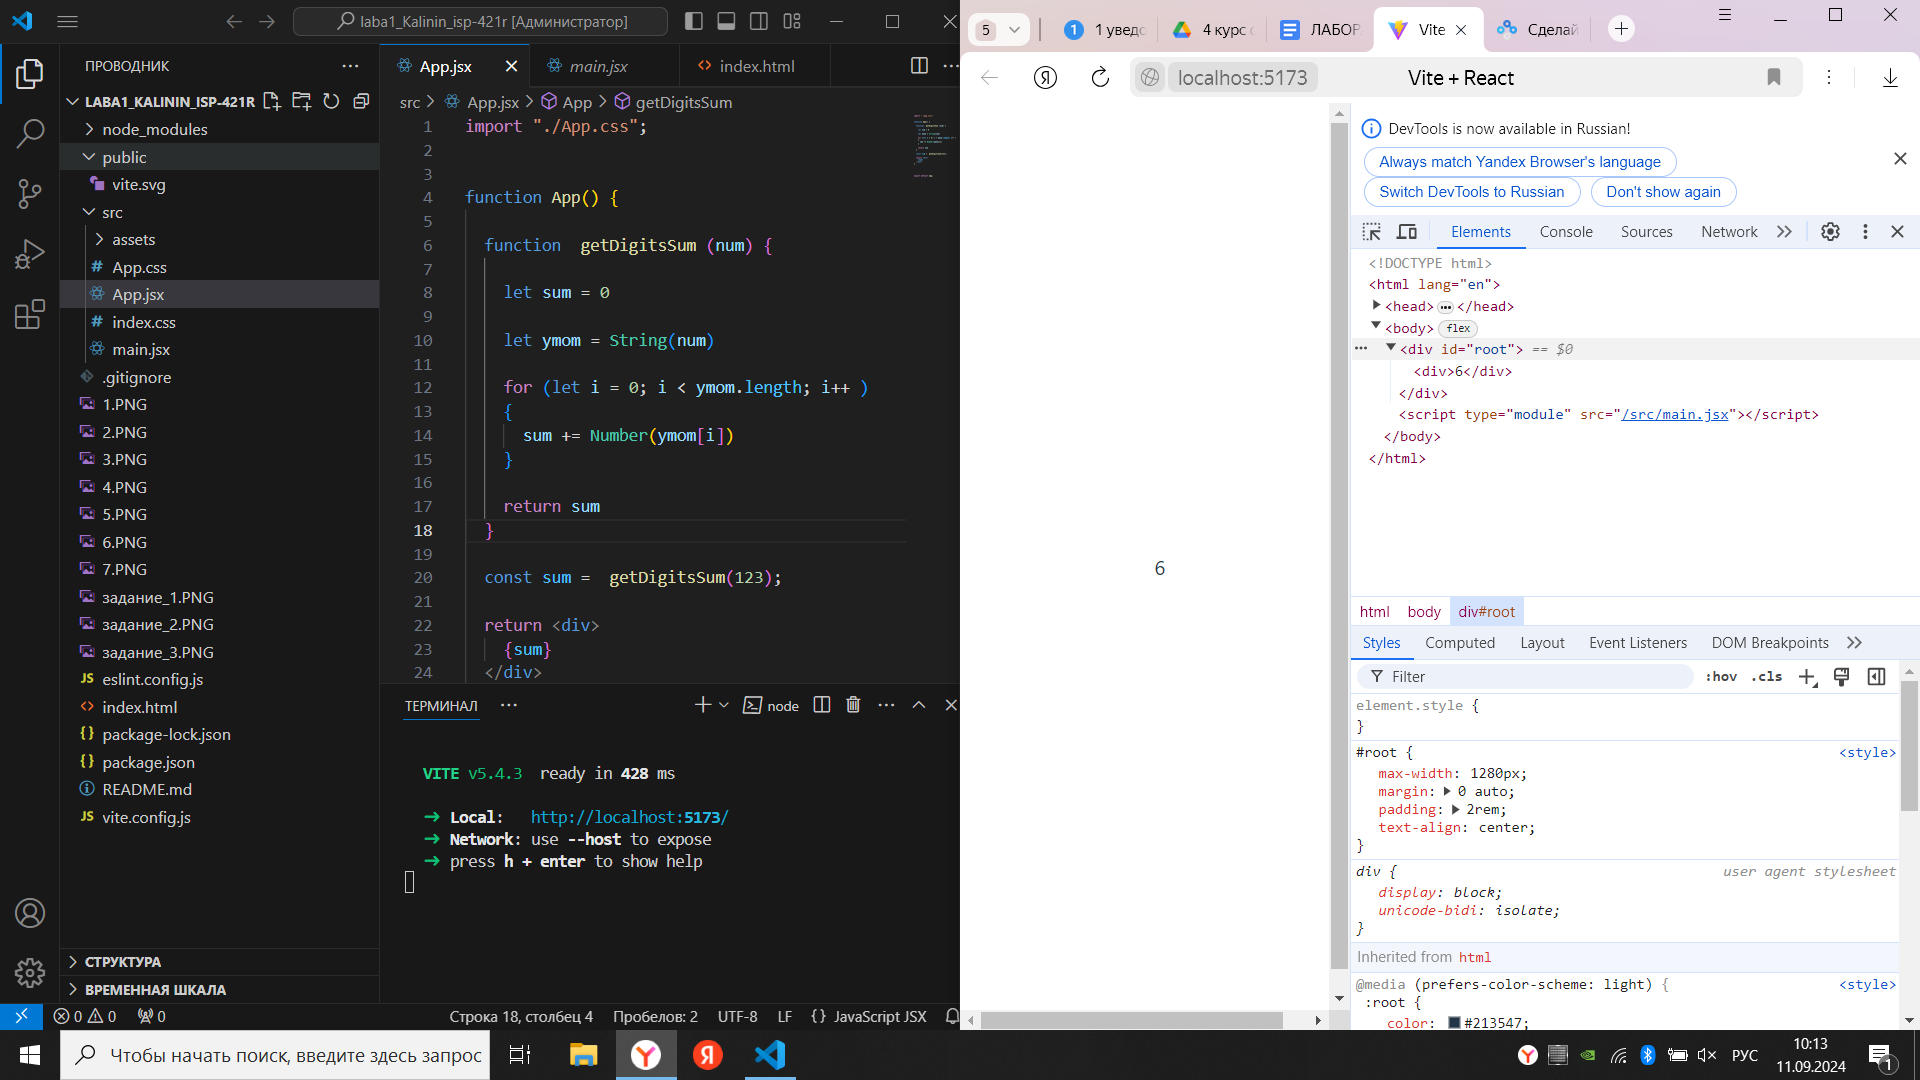 laba1_Kalinin_isp-421r [Администратор]
ПРОВОДНИК
LABA1_KALININ_ISP-421R
node_modules
public
vite.svg
src
assets
App.css
App.jsx
index.css
main.jsx
.gitignore
1.PNG
2.PNG
3.PNG
4.PNG
5.PNG
6.PNG
7.PNG
задание_1.PNG
задание_2.PNG
задание_3.PNG
eslint.config.js
index.html
package-lock.json
package.json
README.md
vite.config.js
СТРУКТУРА
ВРЕМЕННАЯ ШКАЛА
App.jsx main.jsx index.html
src > App.jsx > App > getDigitsSum
1 import "./App.css";
2
3
4 function App() {
5
6 function  getDigitsSum (num) {
7
8 let sum = 0
9
10 let ymom = String(num)
11
12 for (let i = 0; i < ymom.length; i++ )
13 {
14 sum += Number(ymom[i])
15 }
16
17 return sum
18 }
19
20 const sum =  getDigitsSum(123);
21
22 return <div>
23 {sum}
24 </div>
ТЕРМИНАЛ
node
VITE v5.4.3  ready in 428 ms
➜ Local:   http://localhost:5173/
➜ Network: use --host to expose
➜ press h + enter to show help
0 0 0
Строка 18, столбец 4
Пробелов: 2
UTF-8
LF
{} JavaScript JSX
5
1 1 уведс
4 курс
ЛАБОР
Vite
Сделай
localhost:5173
Vite + React
6
DevTools is now available in Russian!
Always match Yandex Browser's language
Switch DevTools to Russian
Don't show again
Elements Console Sources Network
<!DOCTYPE html>
<html lang="en">
<head> ••• </head>
<body> flex
<div id="root"> == $0
<div>6</div>
</div>
<script type="module" src="/src/main.jsx"></script>
</body>
</html>
html body div#root
Styles Computed Layout Event Listeners DOM Breakpoints
Filter
:hov .cls
element.style {
}
#root { <style>
max-width: 1280px;
margin: 0 auto;
padding: 2rem;
text-align: center;
}
div { user agent stylesheet
display: block;
unicode-bidi: isolate;
}
Inherited from html
@media (prefers-color-scheme: light) { <style>
:root {
color: #213547;
Чтобы начать поиск, введите здесь запрос
РУС
10:13
11.09.2024
1